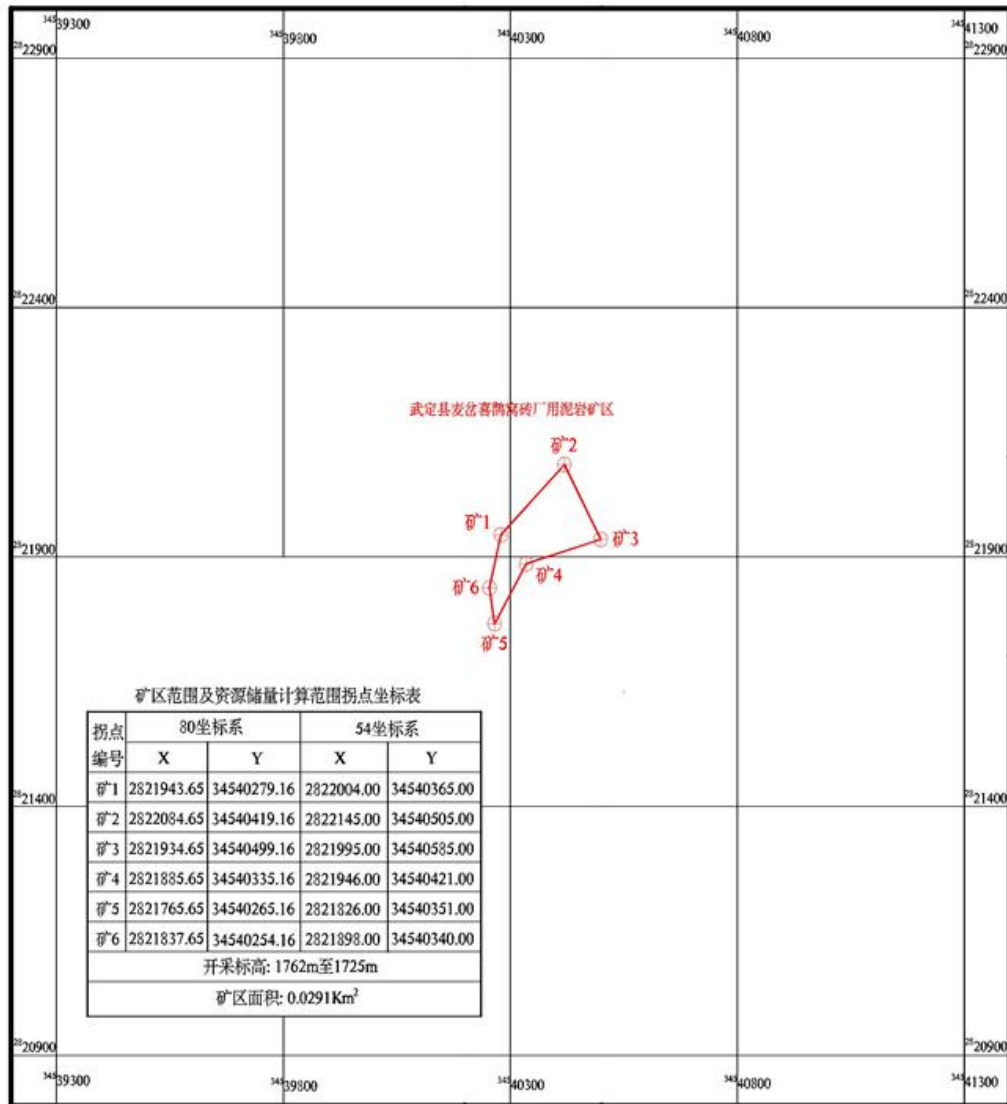 ³⁴⁵39300 ³⁴⁵39800 ³⁴⁵40300 ³⁴⁵40800 ³⁴⁵41300
²⁸22900 ²⁸22900
²⁸22400 ²⁸22400
武定县麦岔喜鹊窝砖厂用泥岩矿区
矿2
矿1
矿3
²⁸21900 ²⁸21900
矿4
矿6
矿5
矿区范围及资源储量计算范围拐点坐标表
拐点编号 80坐标系 54坐标系
X Y X Y
矿1 2821943.65 34540279.16 2822004.00 34540365.00
矿2 2822084.65 34540419.16 2822145.00 34540505.00
矿3 2821934.65 34540499.16 2821995.00 34540585.00
矿4 2821885.65 34540335.16 2821946.00 34540421.00
矿5 2821765.65 34540265.16 2821826.00 34540351.00
矿6 2821837.65 34540254.16 2821898.00 34540340.00
开采标高: 1762m至1725m
矿区面积: 0.0291Km²
²⁸21400 ²⁸21400
²⁸20900 ²⁸20900
³⁴⁵39300 ³⁴⁵39800 ³⁴⁵40300 ³⁴⁵40800 ³⁴⁵41300